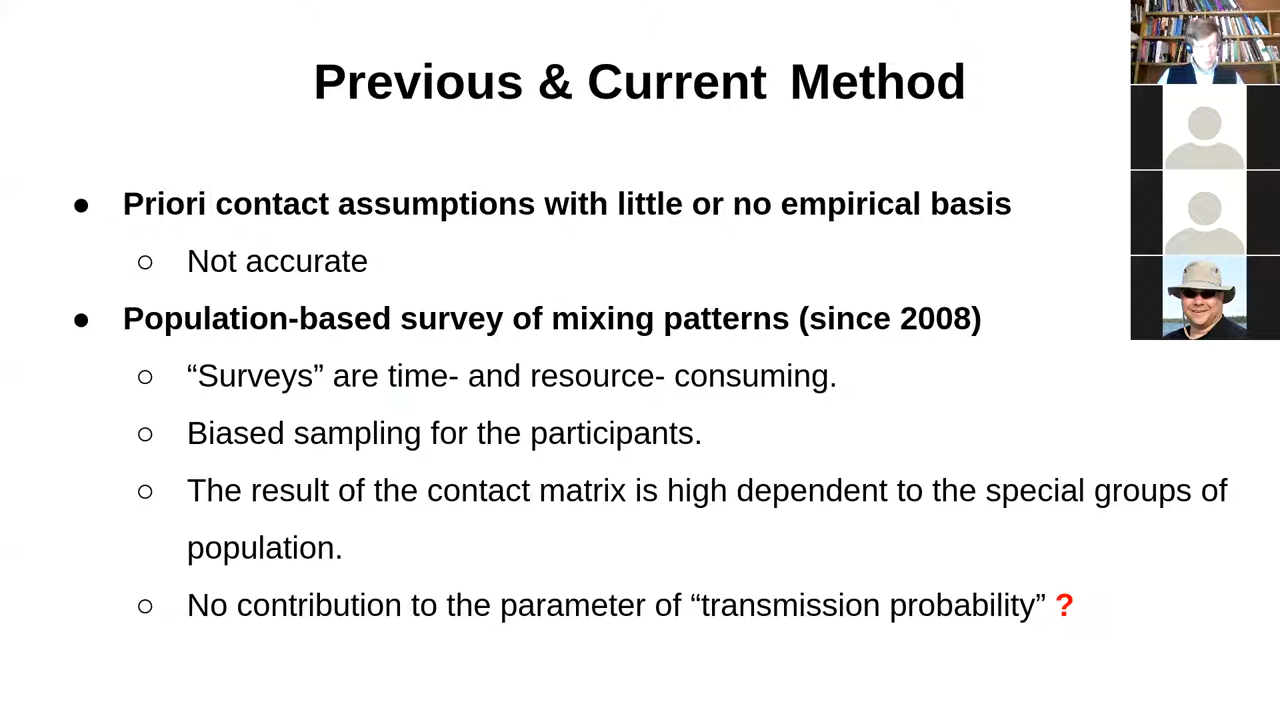 Previous & Current Method
● Priori contact assumptions with little or no empirical basis
○ Not accurate
● Population-based survey of mixing patterns (since 2008)
○ “Surveys” are time- and resource- consuming.
○ Biased sampling for the participants.
○ The result of the contact matrix is high dependent to the special groups of
population.
○ No contribution to the parameter of “transmission probability” ?